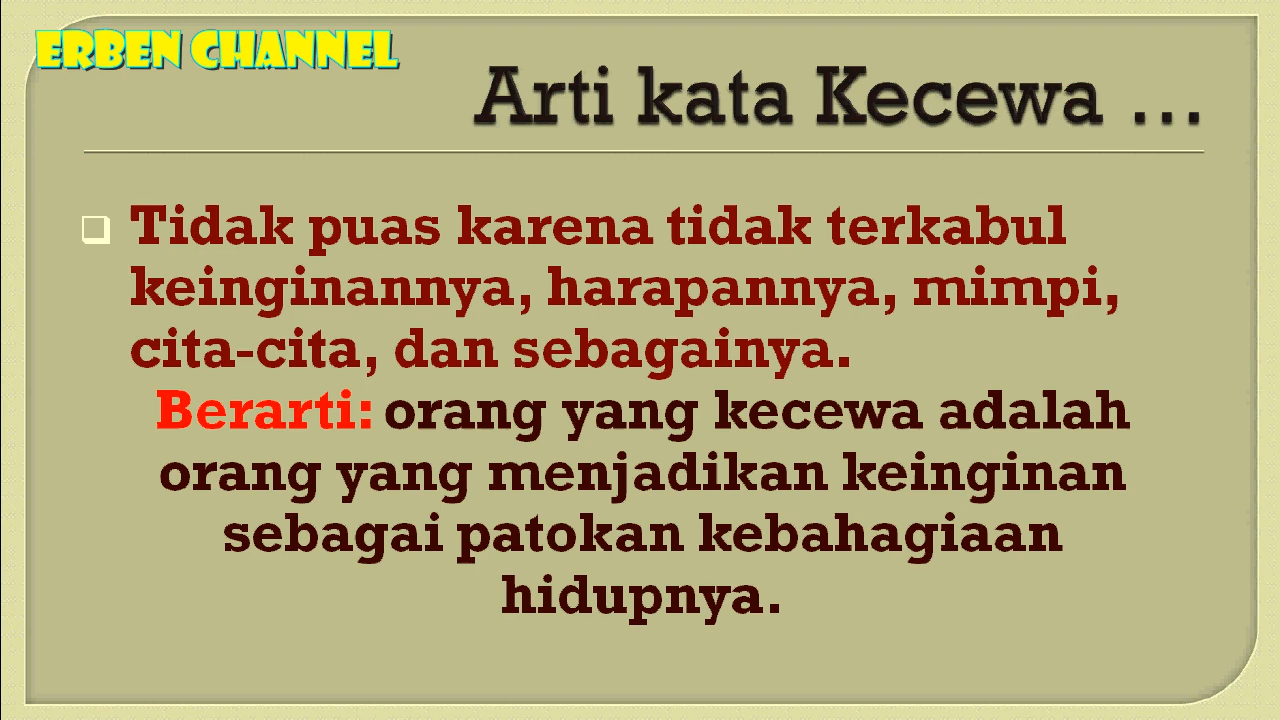 ERBEN CHANNEL
Arti kata Kecewa ...
Tidak puas karena tidak terkabul
keinginannya, harapannya, mimpi,
cita-cita, dan sebagainya.
Berarti: orang yang kecewa adalah
orang yang menjadikan keinginan
sebagai patokan kebahagiaan
hidupnya.